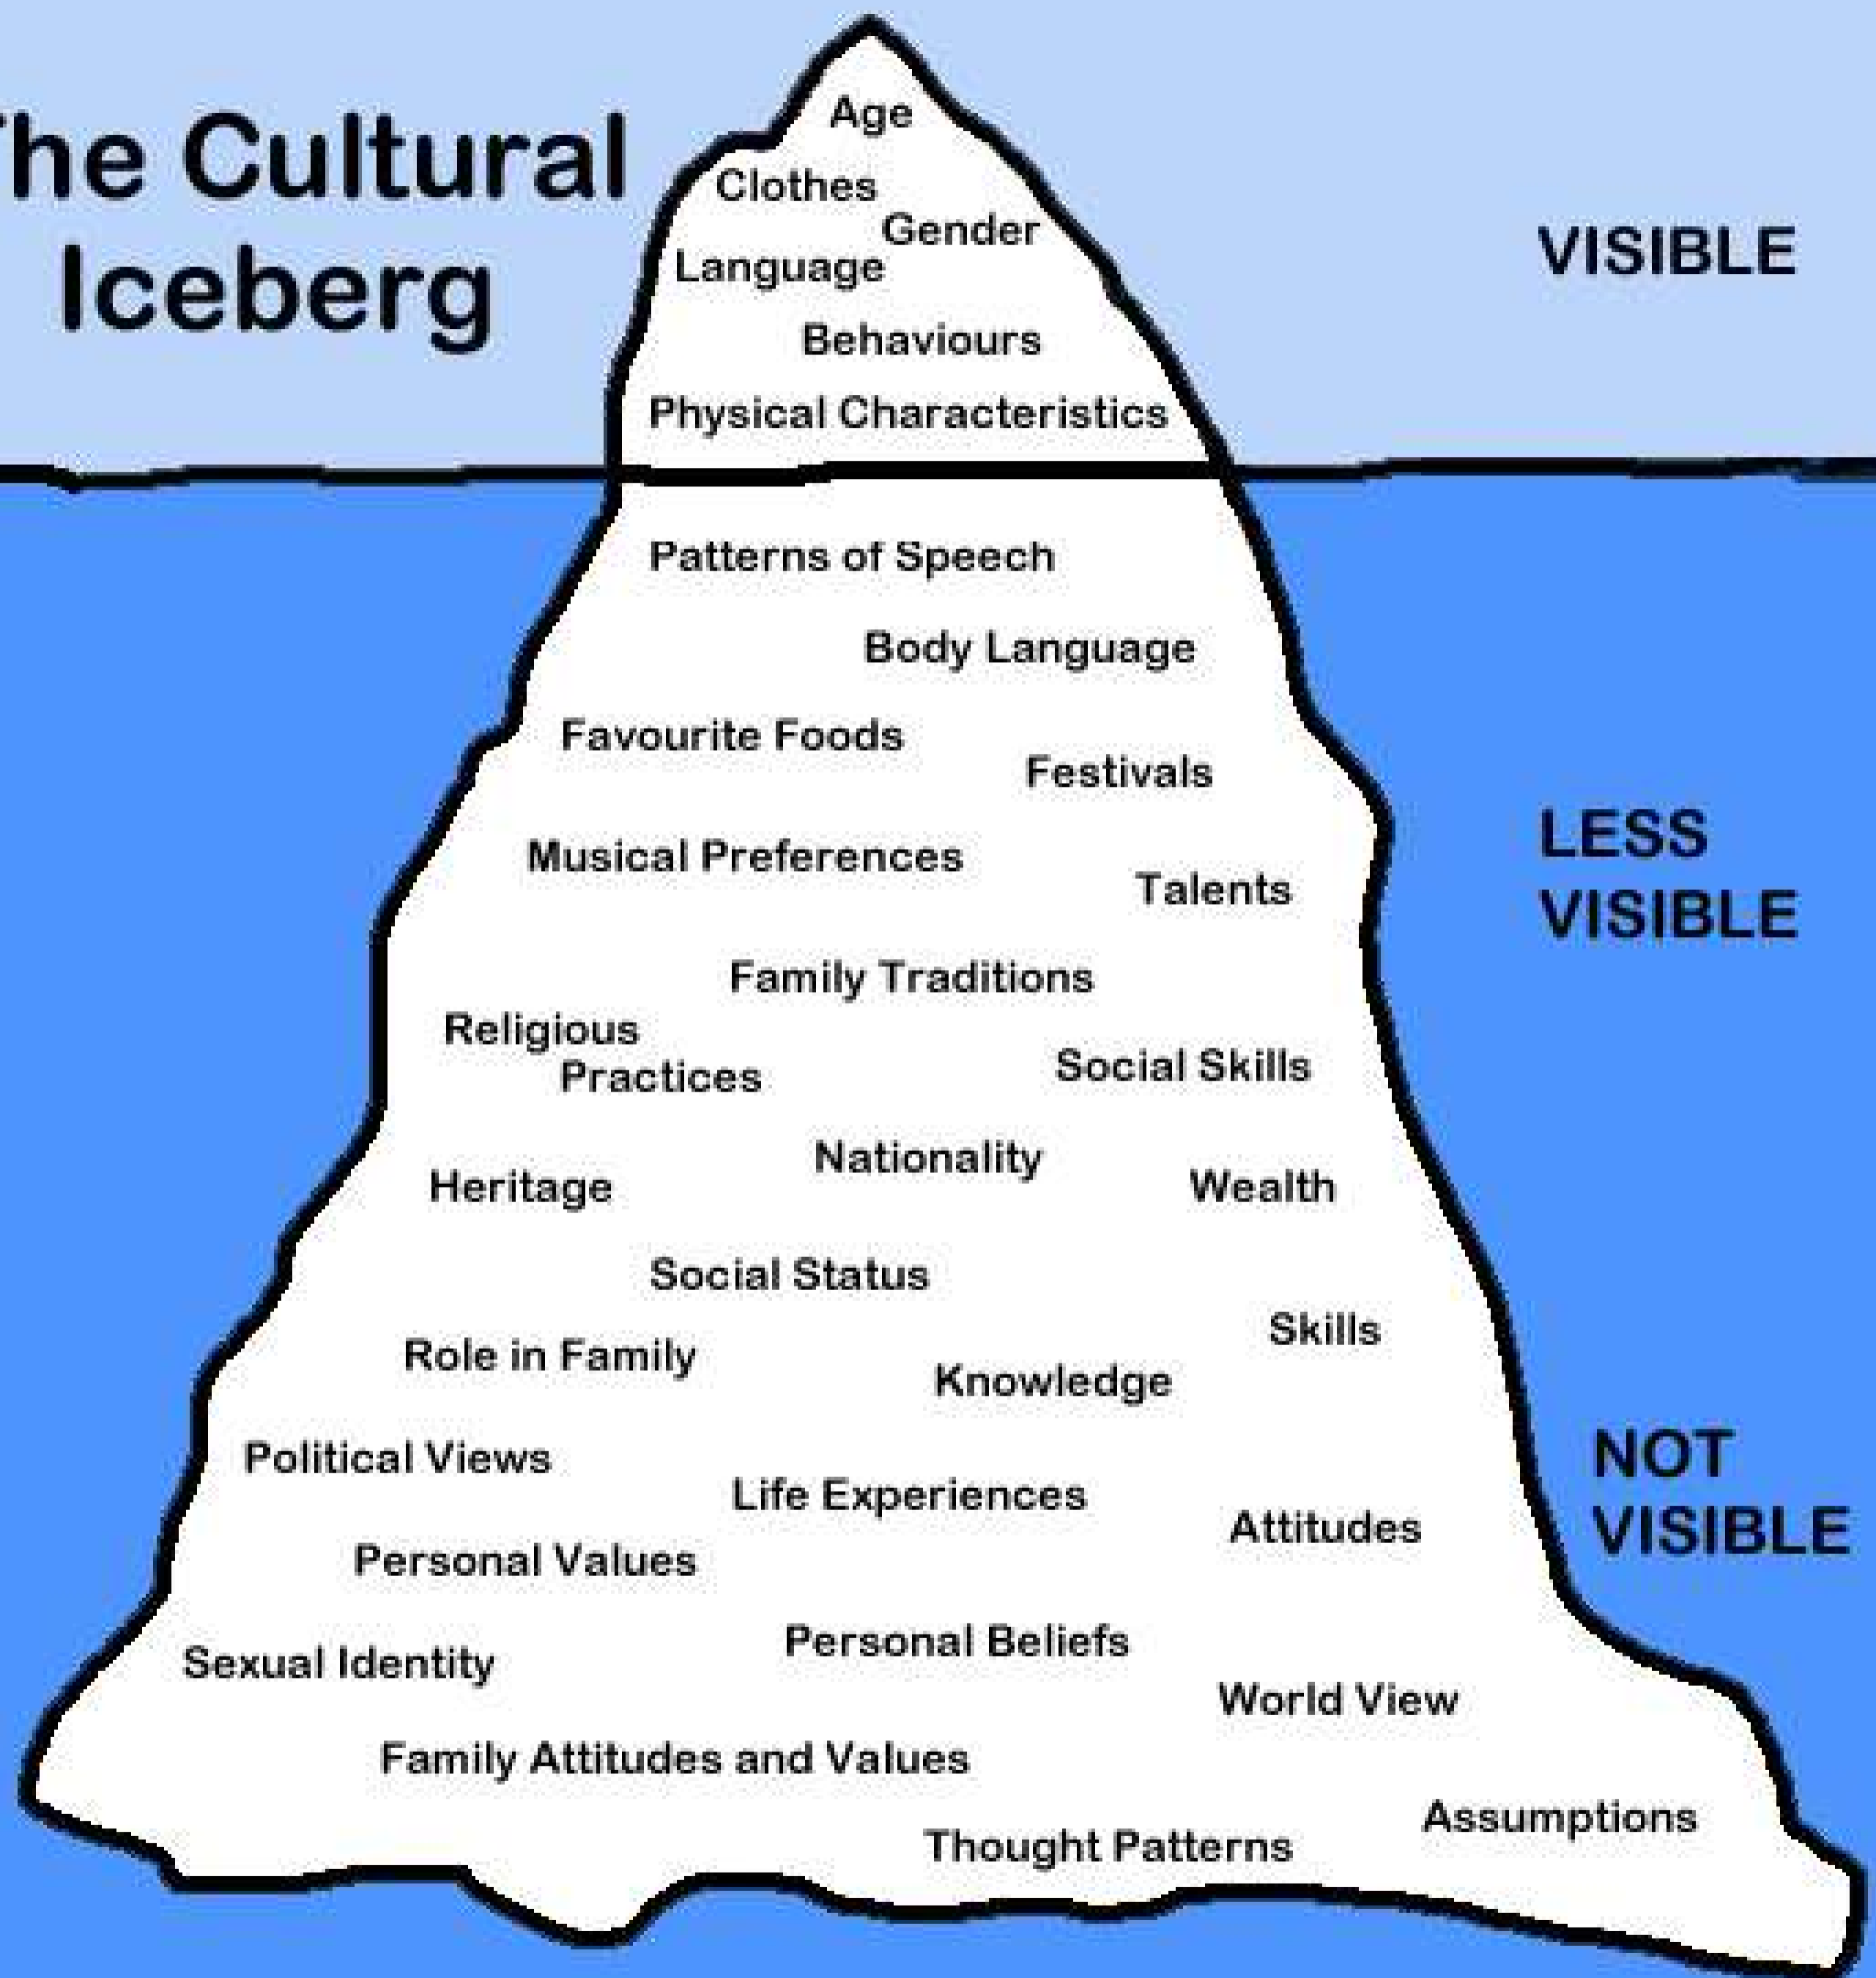 The Cultural
Iceberg
Age
Clothes
Gender
Language
Behaviours
Physical Characteristics
VISIBLE
Patterns of Speech
Body Language
Favourite Foods
Festivals
Musical Preferences
Talents
LESS
VISIBLE
Family Traditions
Religious
Practices
Social Skills
Nationality
Heritage
Wealth
Social Status
Skills
Role in Family
Knowledge
Political Views
Life Experiences
Attitudes
NOT
VISIBLE
Personal Values
Personal Beliefs
Sexual Identity
World View
Family Attitudes and Values
Assumptions
Thought Patterns